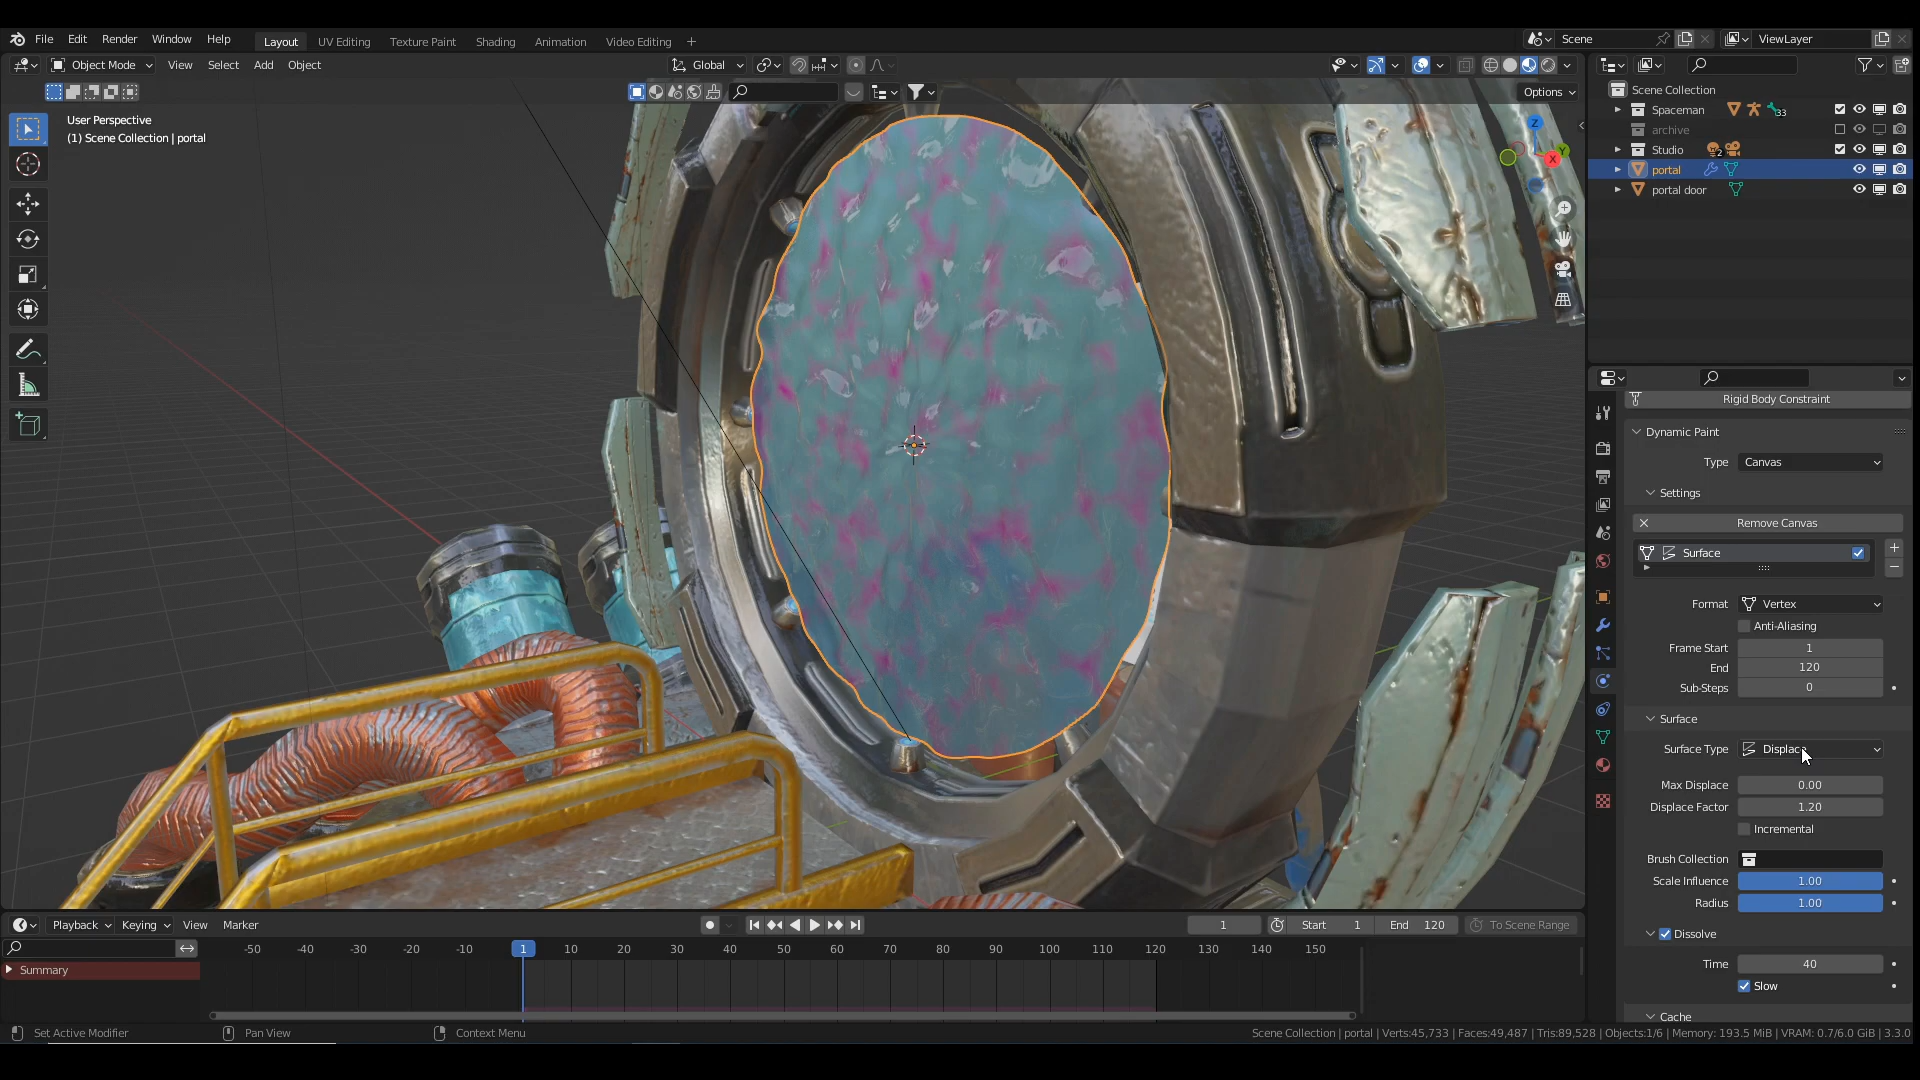 File Edit Render Window Help
Layout UV Editing Texture Paint Shading Animation Video Editing +
Scene ViewLayer
Object Mode View Select Add Object
Global
Options
User Perspective
(1) Scene Collection | portal
Z
Y
X
Scene Collection
Spaceman 33
archive
Studio 2
portal
portal door
Rigid Body Constraint
Dynamic Paint
Type Canvas
Settings
Remove Canvas
Surface
Format Vertex
Anti-Aliasing
Frame Start 1
End 120
Sub-Steps 0
Surface
Surface Type Displace
Max Displace 0.00
Displace Factor 1.20
Incremental
Brush Collection
Scale Influence 1.00
Radius 1.00
Dissolve
Time 40
Slow
Cache
Playback Keying View Marker
1 Start 1 End 120 To Scene Range
-50 -40 -30 -20 -10 1 10 20 30 40 50 60 70 80 90 100 110 120 130 140 150
Summary
Set Active Modifier Pan View Context Menu
Scene Collection | portal | Verts:45,733 | Faces:49,487 | Tris:89,528 | Objects:1/6 | Memory: 193.5 MiB | VRAM: 0.7/6.0 GiB | 3.3.0